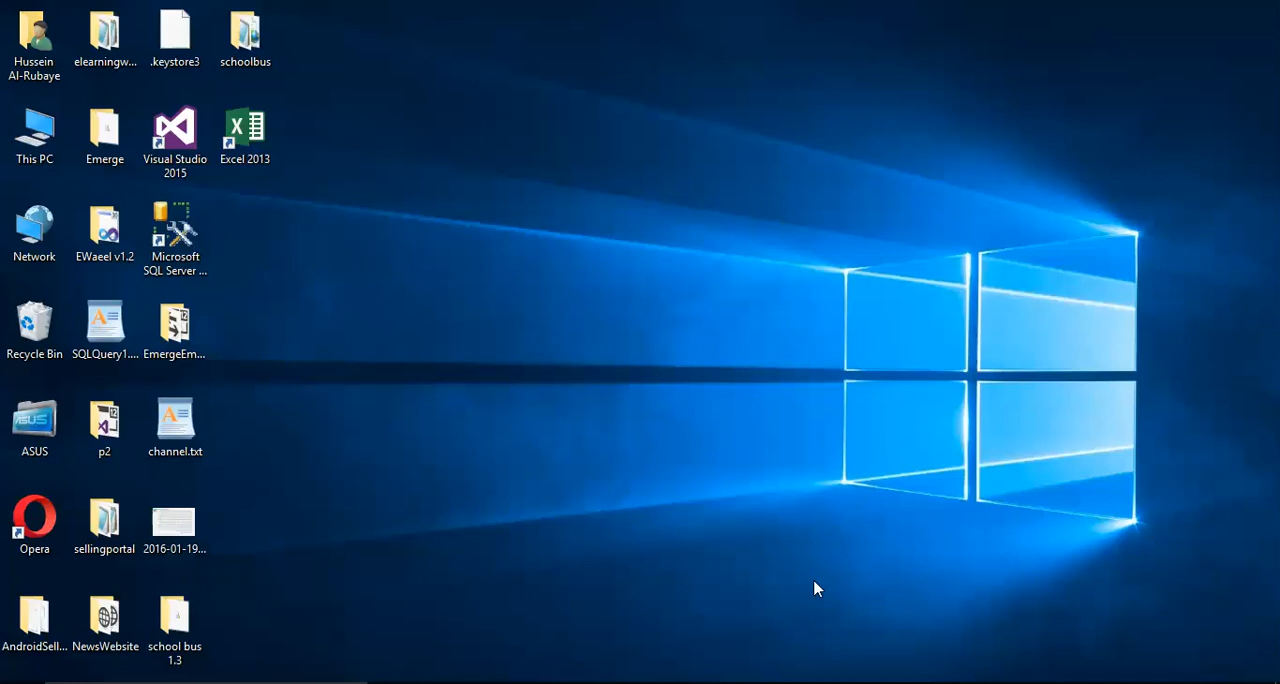 Hussein
Al-Rubaye
elearningw...
.keystore3
schoolbus
This PC
Emerge
Visual Studio
2015
Excel 2013
Network
EWaeel v1.2
Microsoft
SQL Server ...
Recycle Bin
SQLQuery1....
EmergeEm...
ASUS
p2
channel.txt
Opera
sellingportal
2016-01-19...
AndroidSell...
NewsWebsite
school bus
1.3